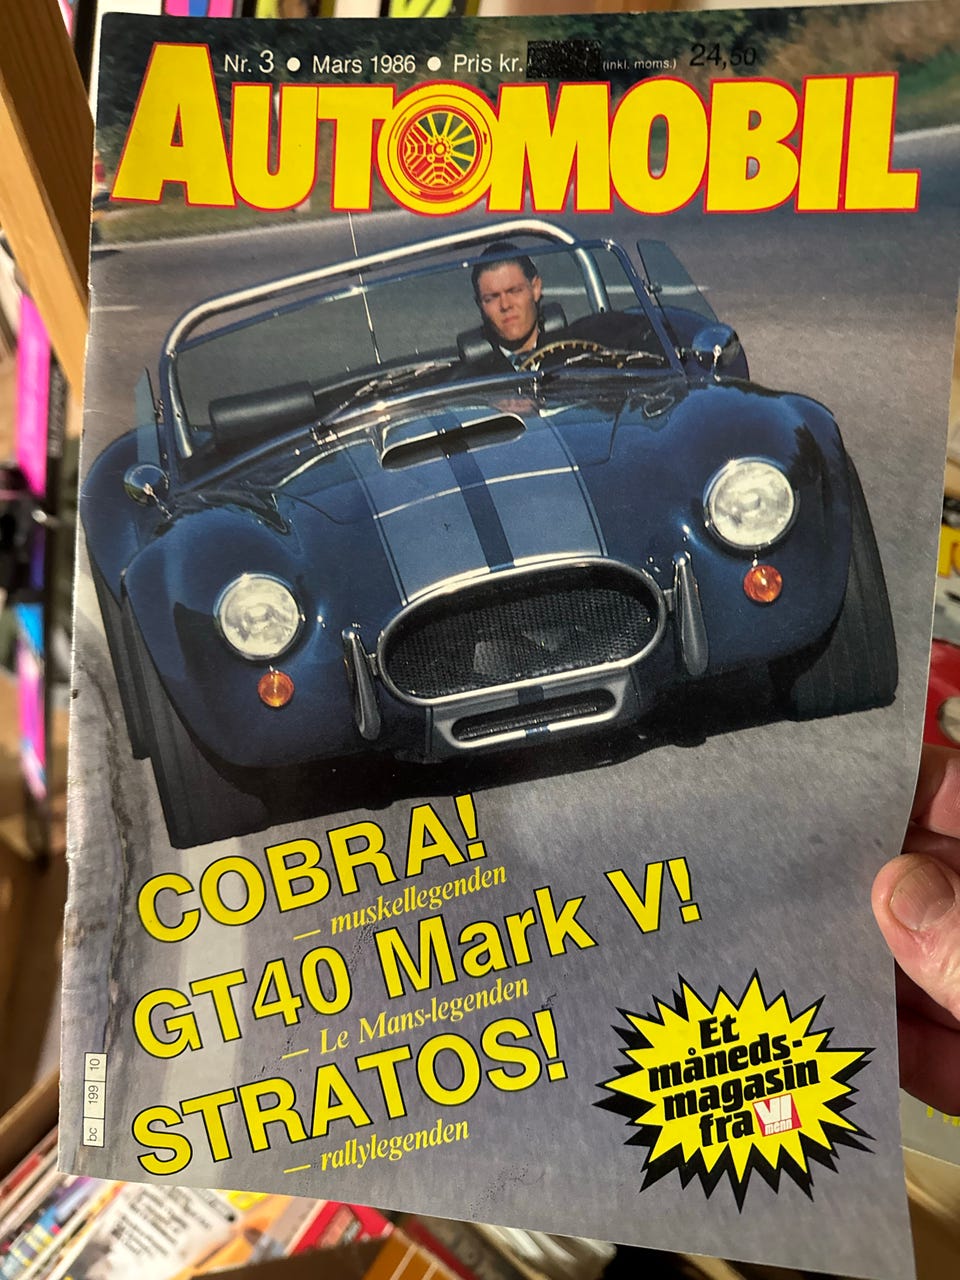 Nr. 3 ● Mars 1986 ● Pris kr. (inkl. moms.) 24,50
AUTOMOBIL
COBRA!
— muskellegenden
GT40 Mark V!
— Le Mans-legenden
STRATOS!
— rallylegenden
Et
måneds-
magasin
fra VI
menn
bc 199 10